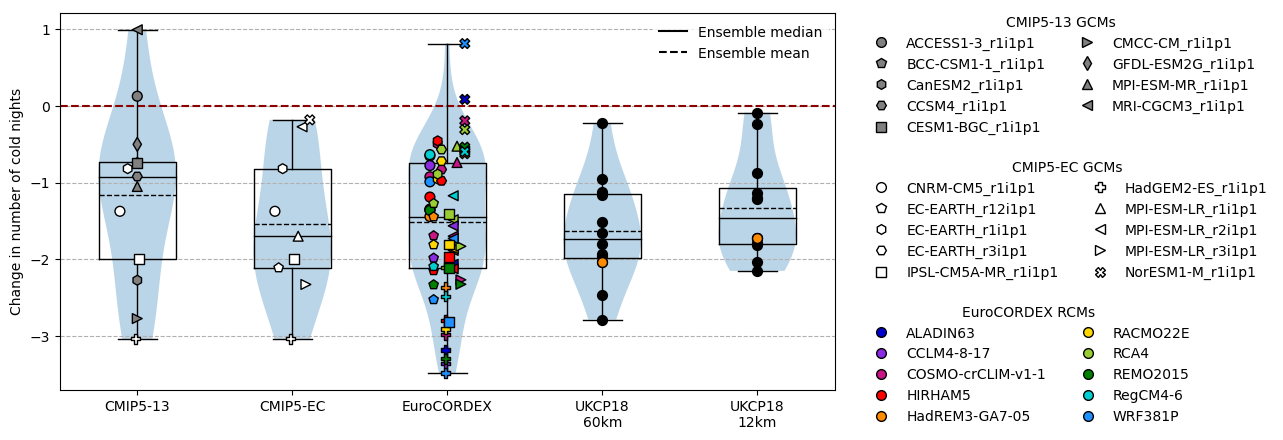 Change in number of cold nights
1
0
−1
−2
−3
Ensemble median
Ensemble mean
CMIP5-13
CMIP5-EC
EuroCORDEX
UKCP18
60km
UKCP18
12km
CMIP5-13 GCMs
ACCESS1-3_r1i1p1
BCC-CSM1-1_r1i1p1
CanESM2_r1i1p1
CCSM4_r1i1p1
CESM1-BGC_r1i1p1
CMCC-CM_r1i1p1
GFDL-ESM2G_r1i1p1
MPI-ESM-MR_r1i1p1
MRI-CGCM3_r1i1p1
CMIP5-EC GCMs
CNRM-CM5_r1i1p1
EC-EARTH_r12i1p1
EC-EARTH_r1i1p1
EC-EARTH_r3i1p1
IPSL-CM5A-MR_r1i1p1
HadGEM2-ES_r1i1p1
MPI-ESM-LR_r1i1p1
MPI-ESM-LR_r2i1p1
MPI-ESM-LR_r3i1p1
NorESM1-M_r1i1p1
EuroCORDEX RCMs
ALADIN63
CCLM4-8-17
COSMO-crCLIM-v1-1
HIRHAM5
HadREM3-GA7-05
RACMO22E
RCA4
REMO2015
RegCM4-6
WRF381P